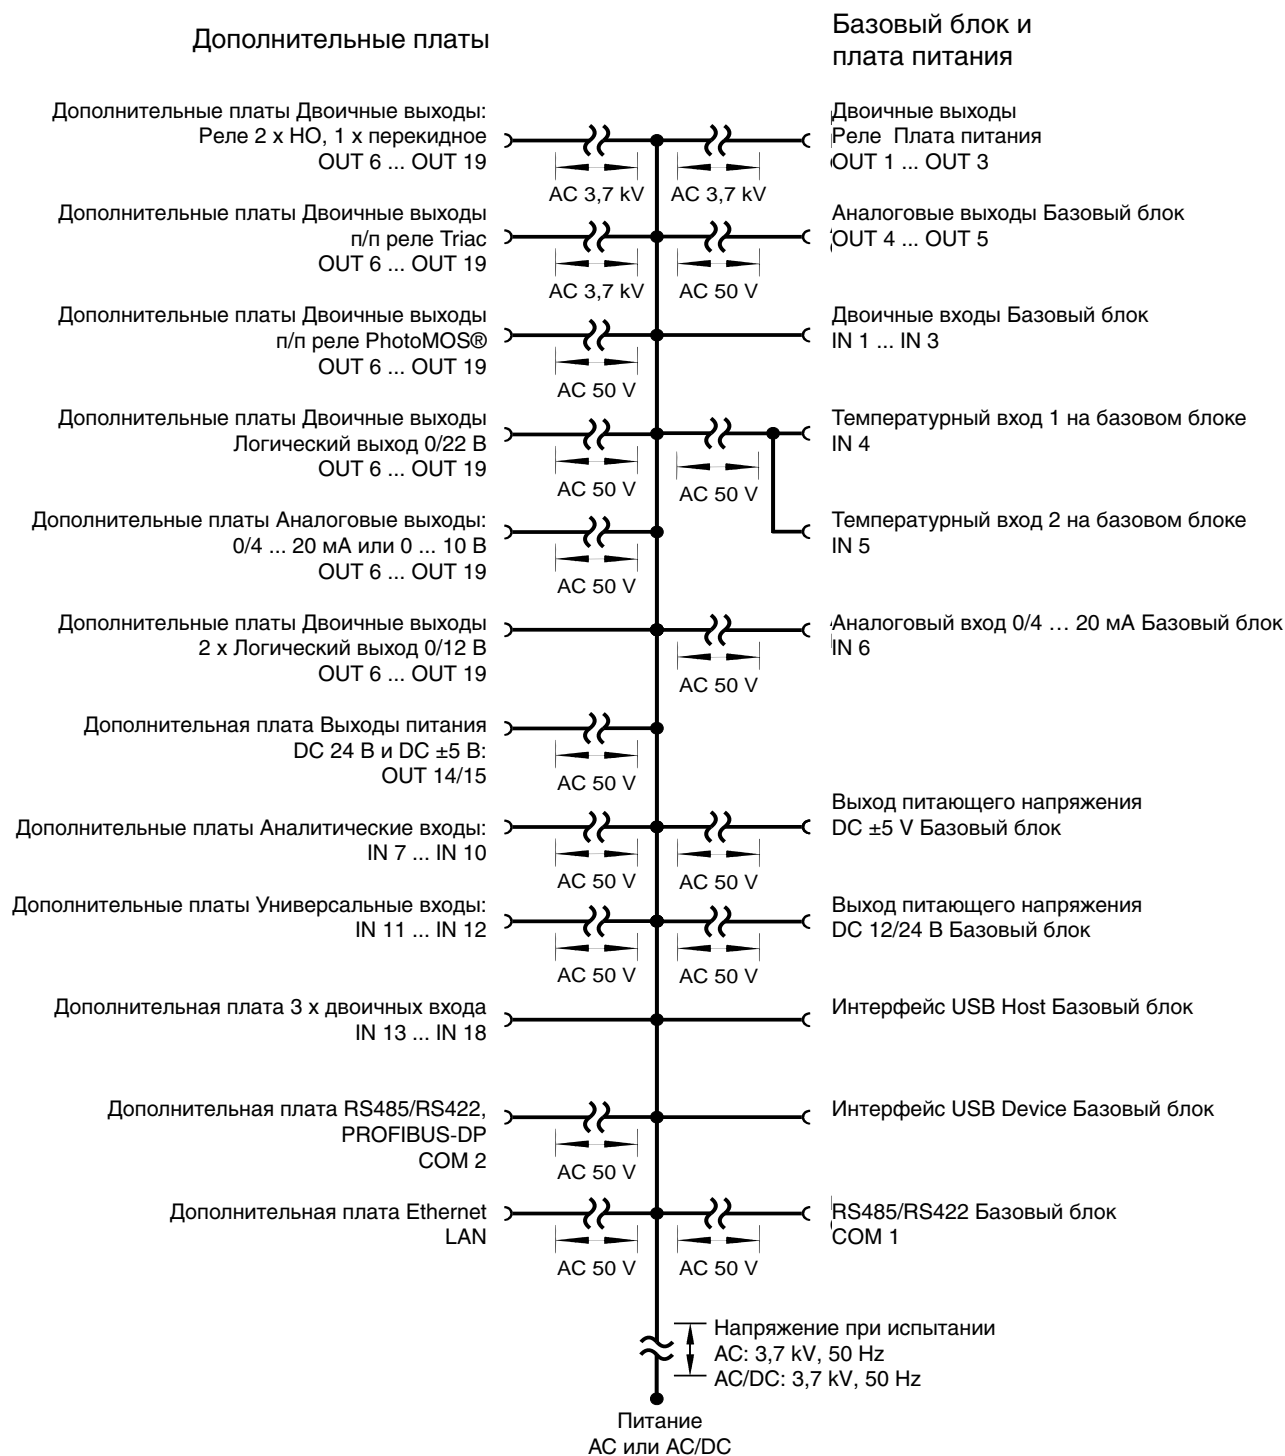 Дополнительные платы
Базовый блок и
плата питания
Дополнительные платы Двоичные выходы:
Реле 2 x НО, 1 x перекидное
OUT 6 ... OUT 19
AC 3,7 kV
AC 3,7 kV
Двоичные выходы
Реле  Плата питания
OUT 1 ... OUT 3
Дополнительные платы Двоичные выходы
п/п реле Triac
OUT 6 ... OUT 19
AC 3,7 kV
AC 50 V
Аналоговые выходы Базовый блок
OUT 4 ... OUT 5
Дополнительные платы Двоичные выходы
п/п реле PhotoMOS®
OUT 6 ... OUT 19
AC 50 V
Двоичные входы Базовый блок
IN 1 ... IN 3
Дополнительные платы Двоичные выходы
Логический выход 0/22 В
OUT 6 ... OUT 19
AC 50 V
AC 50 V
Температурный вход 1 на базовом блоке
IN 4
Дополнительные платы Аналоговые выходы:
0/4 ... 20 мА или 0 ... 10 В
OUT 6 ... OUT 19
AC 50 V
Температурный вход 2 на базовом блоке
IN 5
Дополнительные платы Двоичные выходы
2 x Логический выход 0/12 В
OUT 6 ... OUT 19
AC 50 V
Аналоговый вход 0/4 … 20 мА Базовый блок
IN 6
Дополнительная плата Выходы питания
DC 24 В и DC ±5 В:
OUT 14/15
AC 50 V
Дополнительные платы Аналитические входы:
IN 7 ... IN 10
AC 50 V
AC 50 V
Выход питающего напряжения
DC ±5 V Базовый блок
Дополнительные платы Универсальные входы:
IN 11 ... IN 12
AC 50 V
AC 50 V
Выход питающего напряжения
DC 12/24 В Базовый блок
Дополнительная плата 3 x двоичных входа
IN 13 ... IN 18
Интерфейс USB Host Базовый блок
Дополнительная плата RS485/RS422,
PROFIBUS-DP
COM 2
AC 50 V
Интерфейс USB Device Базовый блок
Дополнительная плата Ethernet
LAN
AC 50 V
AC 50 V
RS485/RS422 Базовый блок
COM 1
Напряжение при испытании
AC: 3,7 kV, 50 Hz
AC/DC: 3,7 kV, 50 Hz
Питание
AC или AC/DC